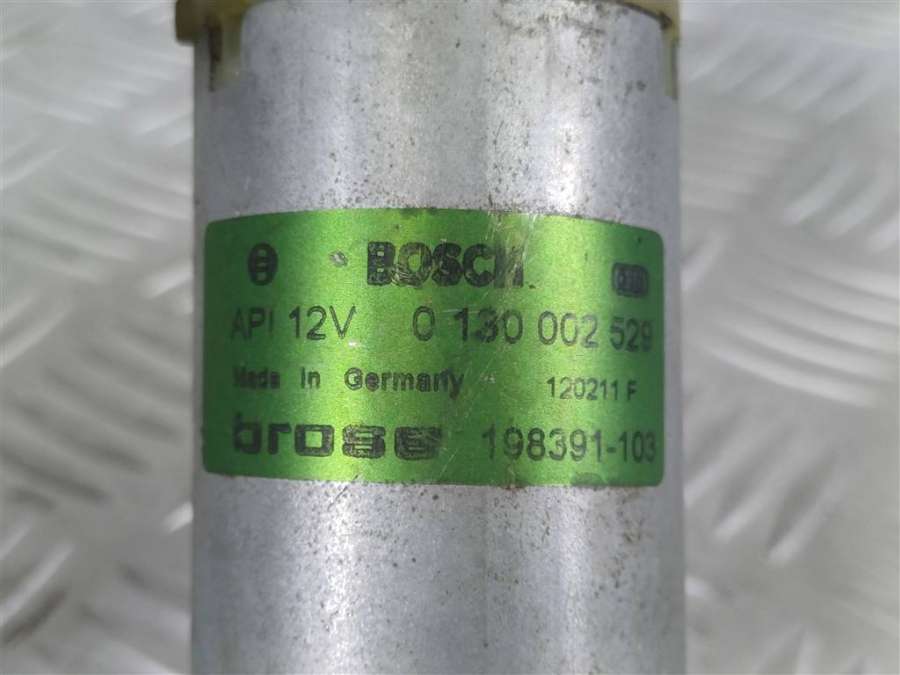 BOSCH
API 12V 0 130 002 529
Made in Germany 120211 F
brose 198391-103